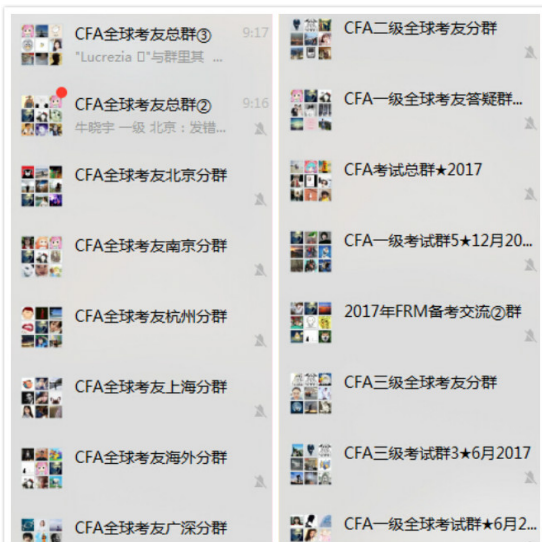 CFA全球考友总群③
9:17
"Lucrezia "与群里其 ...
CFA全球考友总群②
9:16
牛晓宇 一级 北京：发错...
CFA全球考友北京分群
CFA全球考友南京分群
CFA全球考友杭州分群
CFA全球考友上海分群
CFA全球考友海外分群
CFA全球考友广深分群
CFA二级全球考友分群
CFA一级全球考友答疑群...
CFA考试总群★2017
CFA一级考试群5★12月20...
2017年FRM备考交流②群
CFA三级全球考友分群
CFA三级考试群3★6月2017
CFA一级全球考试群★6月2...